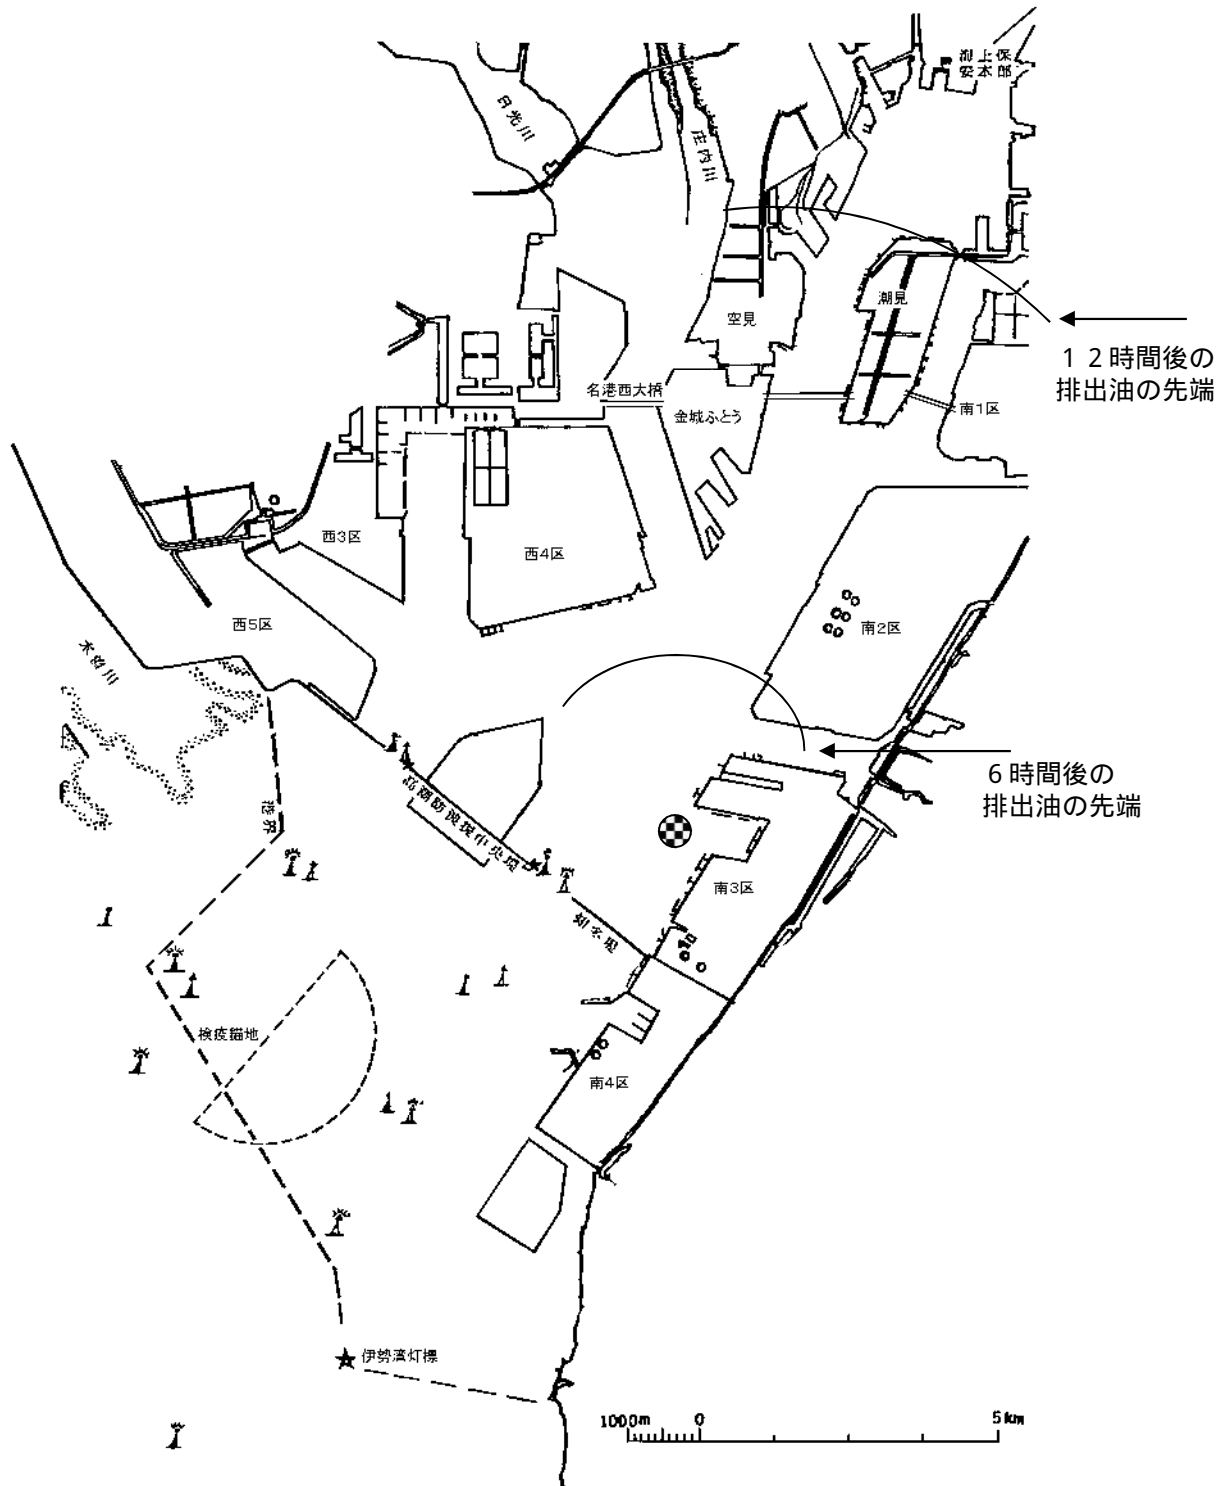 海上保
安本部
日光川
庄内川
潮見
空見
１２時間後の
排出油の先端
名港西大橋
金城ふとう
南1区
西3区
西4区
南2区
西5区
木曽川
６時間後の
排出油の先端
港界
高潮防波堤中央堤
南3区
知多堤
検疫錨地
南4区
伊勢湾灯標
1000m 0 5km